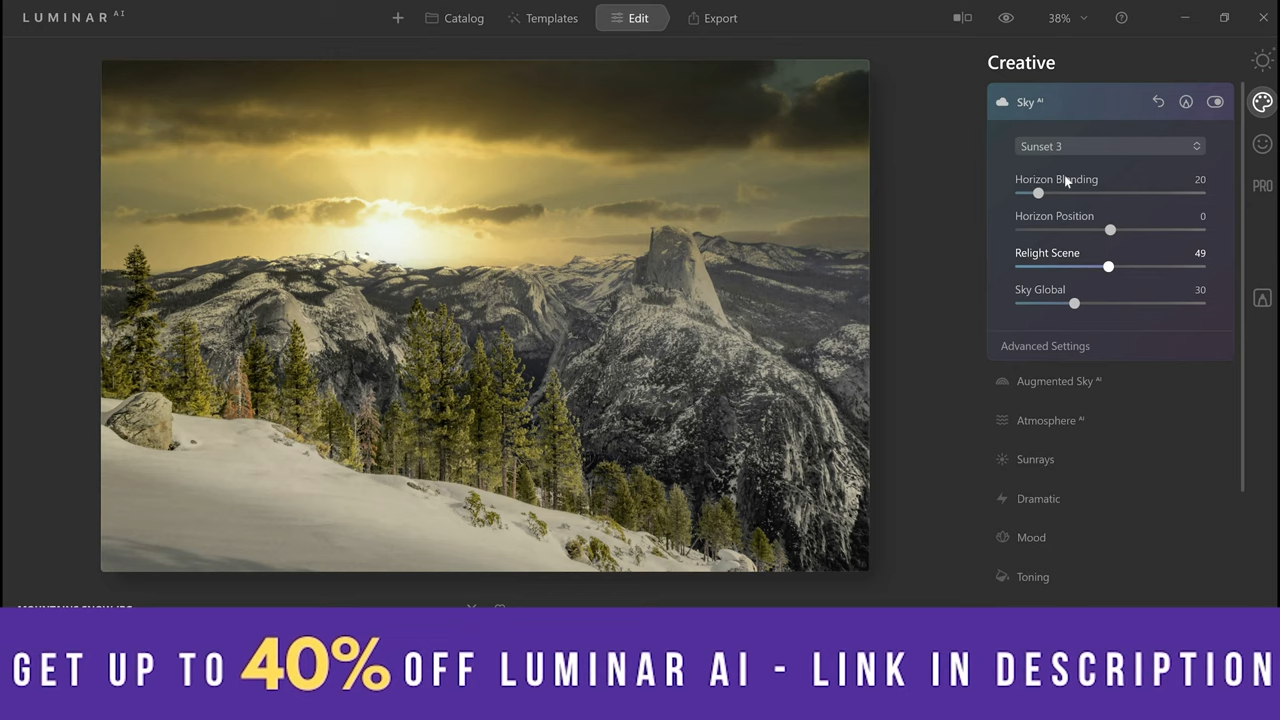 LUMINAR AI
Catalog
Templates
Edit
Export
38%
Creative
Sky AI
Sunset 3
Horizon Blending 20
Horizon Position 0
Relight Scene 49
Sky Global 30
Advanced Settings
Augmented Sky AI
Atmosphere AI
Sunrays
Dramatic
Mood
Toning
PRO
GET UP TO 40% OFF LUMINAR AI - LINK IN DESCRIPTION